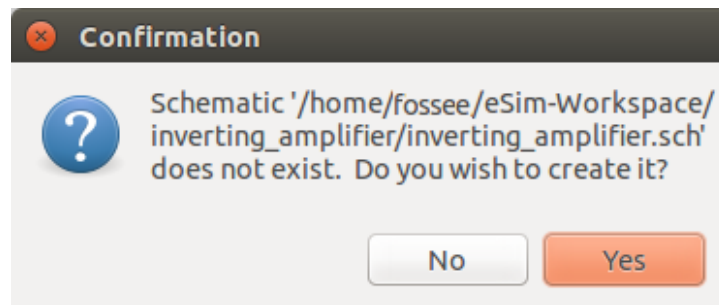 Confirmation
Schematic '/home/fossee/eSim-Workspace/
inverting_amplifier/inverting_amplifier.sch'
does not exist.  Do you wish to create it?
No
Yes